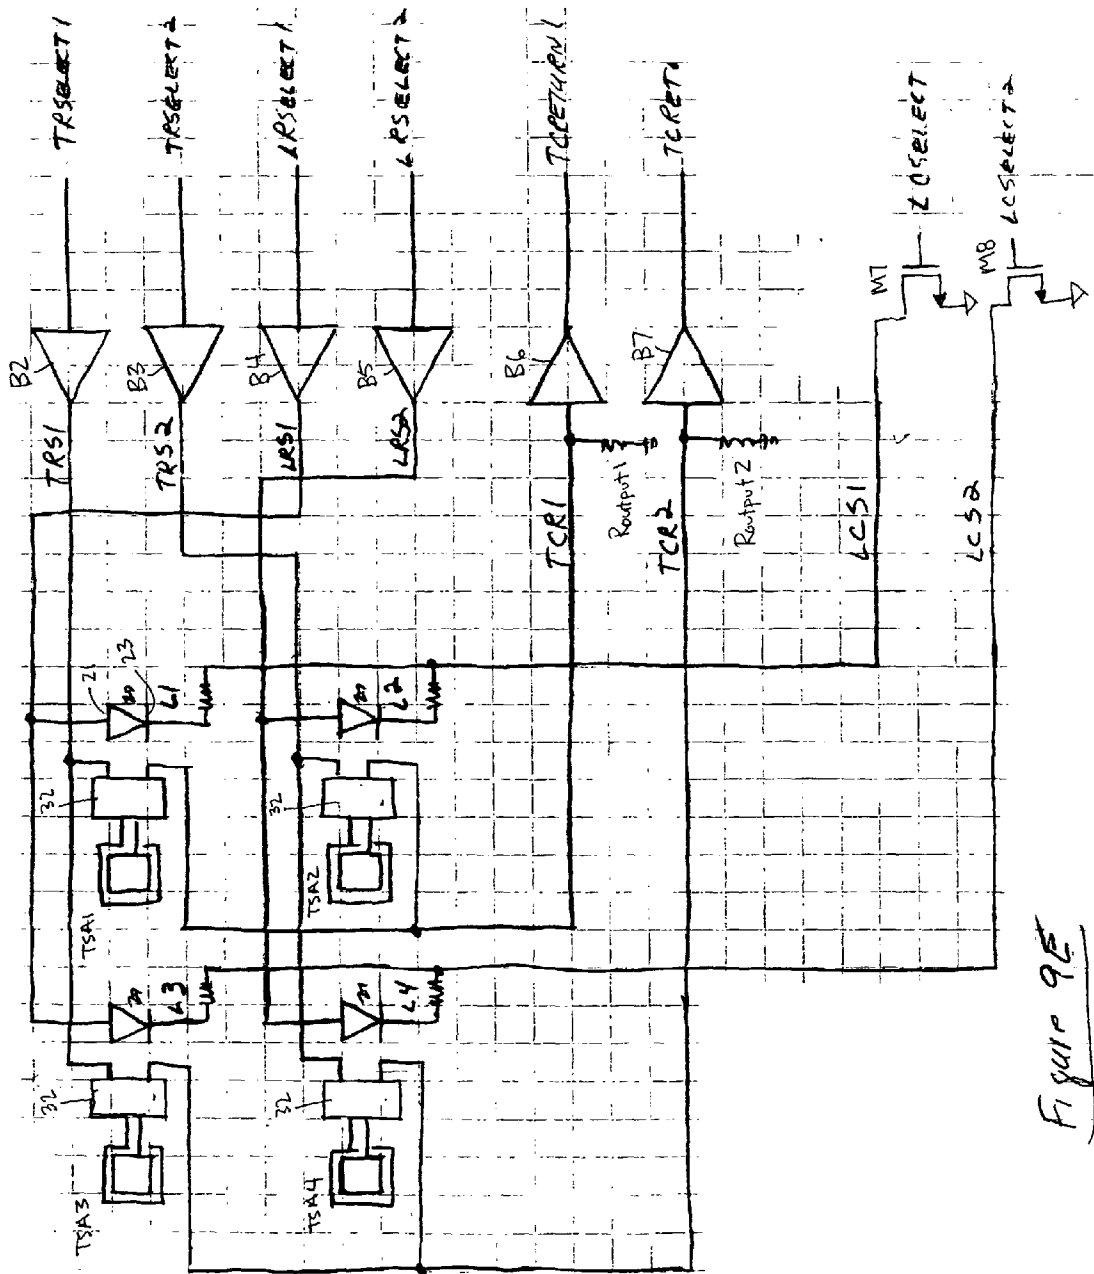 TRSELECT1
TRSELECT2
LRSELECT1
LRSELECT2
TCRETURN1
TCRET
LCSELECT
LCSELECT2
B2
B3
B4
B5
B6
B7
M7
M8
TRS1
TRS2
LRS1
LRS2
TCR1
Routput1
TCR2
Routput2
LCS1
LCS2
21
23
L1
L2
32
32
TSA1
TSA2
L3
L4
32
32
TSA3
TSA4
Figure 9E